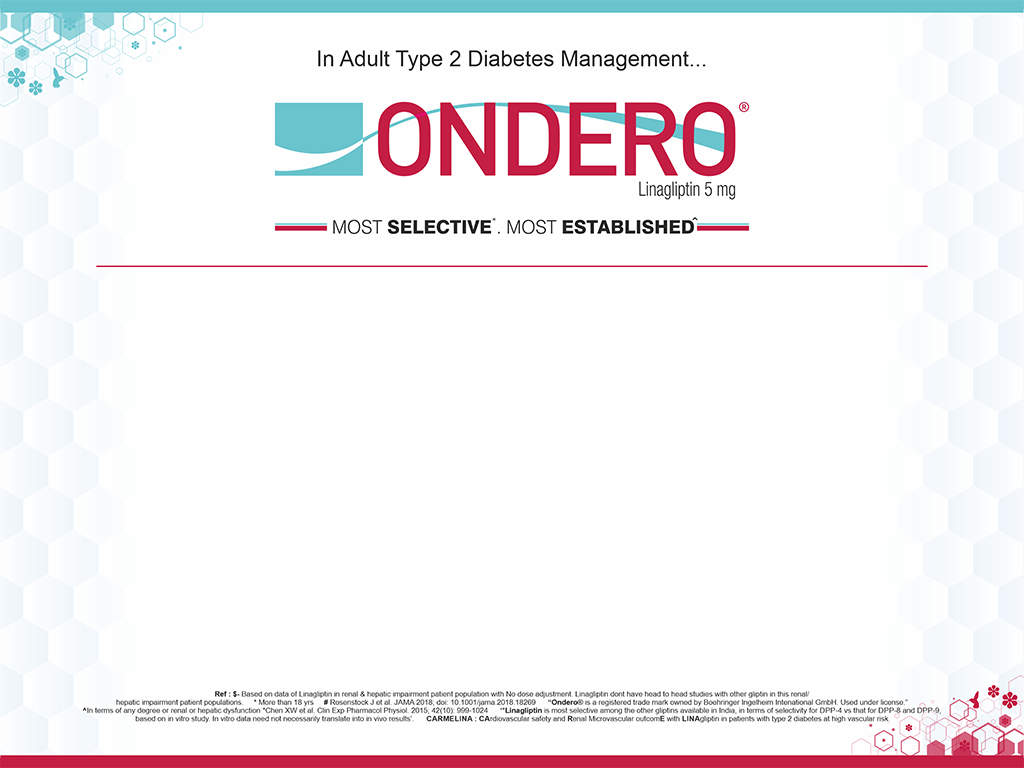 In Adult Type 2 Diabetes Management...
ONDERO®
Linagliptin 5 mg
MOST SELECTIVE*. MOST ESTABLISHED^
Ref : $- Based on data of Linagliptin in renal & hepatic impairment patient population with No dose adjustment. Linagliptin dont have head to head studies with other gliptin in this renal/
hepatic impairment patient populations. * More than 18 yrs # Rosenstock J et al. JAMA 2018; doi: 10.1001/jama.2018.18269 “Ondero® is a registered trade mark owned by Boehringer Ingelheim Intenational GmbH. Used under license.”
^In terms of any degree or renal or hepatic dysfunction *Chen XW et al. Clin Exp Pharmacol Physiol. 2015; 42(10): 999-1024 ‘*Linagliptin is most selective among the other gliptins available in India, in terms of selectivity for DPP-4 vs that for DPP-8 and DPP-9,
based on in vitro study. In vitro data need not necessarily translate into in vivo results’. CARMELINA : CArdiovascular safety and Renal Microvascular outcomE with LINAgliptin in patients with type 2 diabetes at high vascular risk